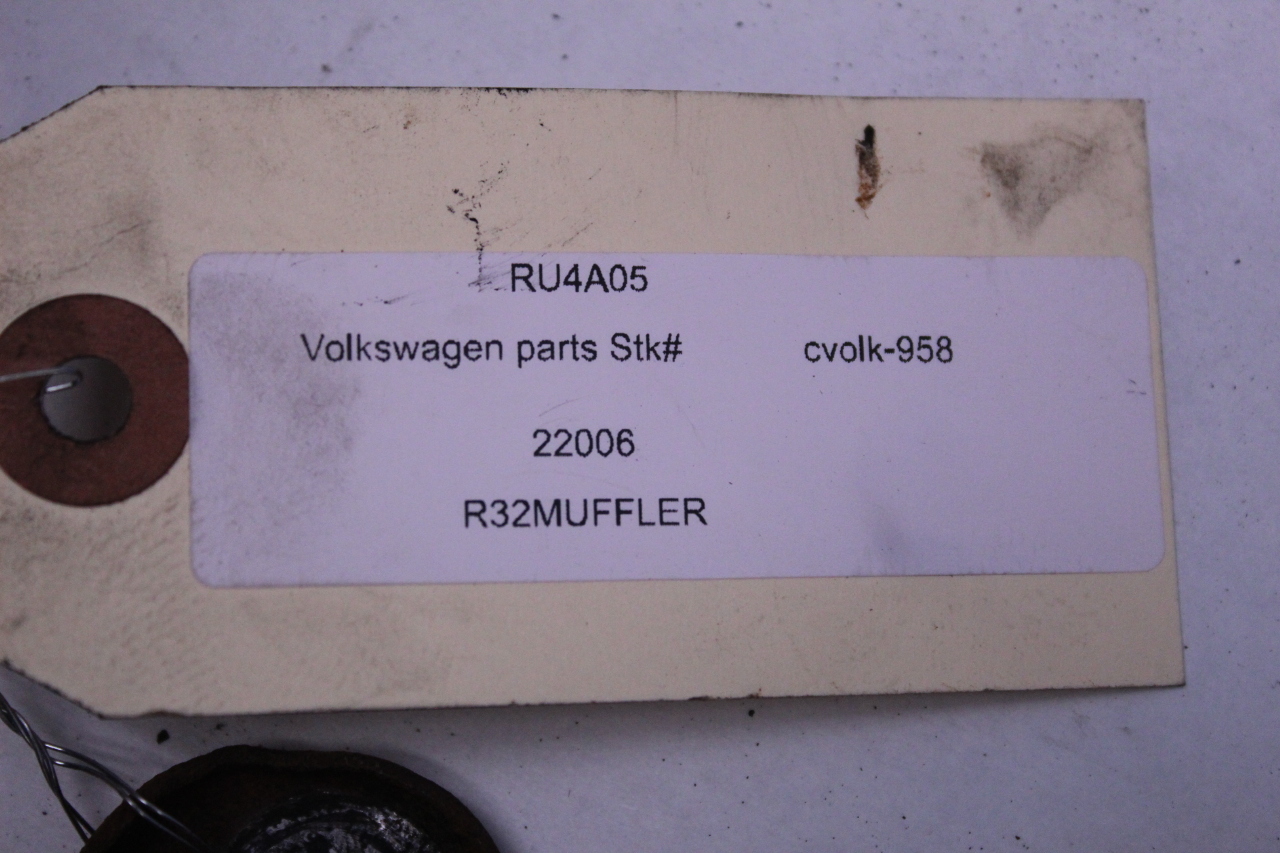 RU4A05
Volkswagen parts Stk# cvolk-958
22006
R32MUFFLER